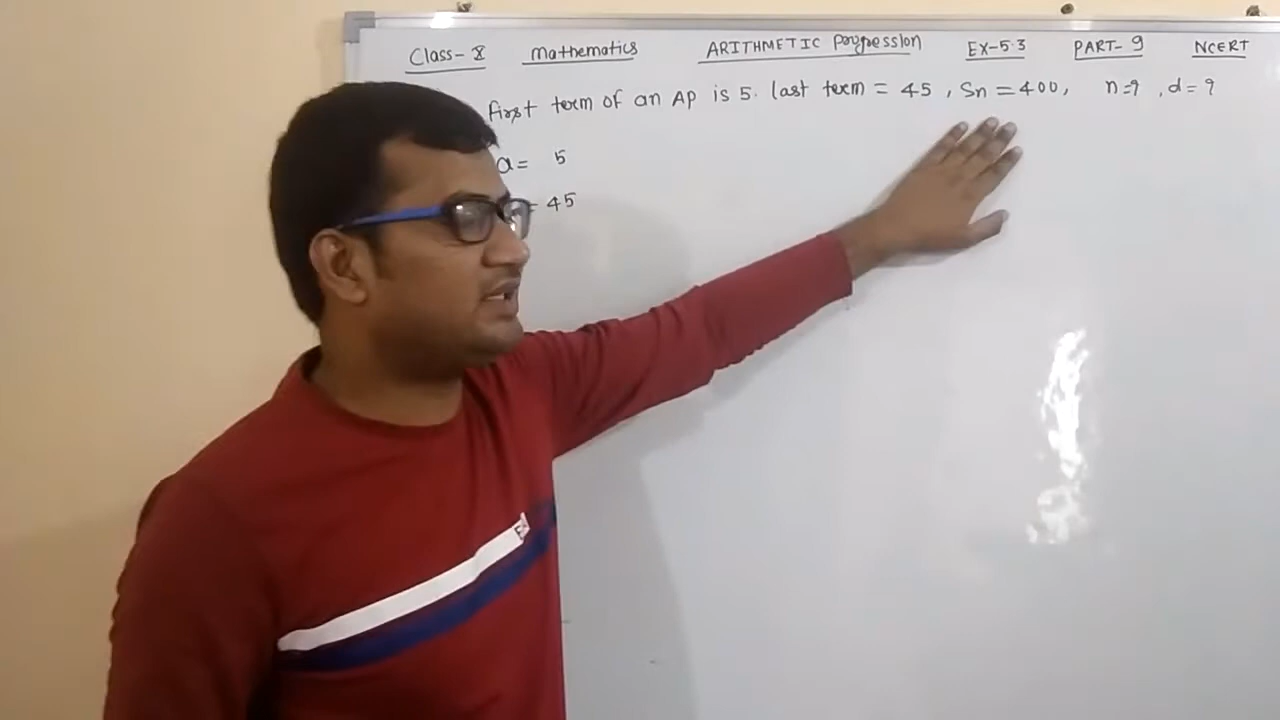 Class-X Mathematics ARITHMETIC Progression EX-5.3 PART-9 NCERT
First term of an AP is 5. last term = 45, Sn = 400, n=?, d=?
a= 5
= 45